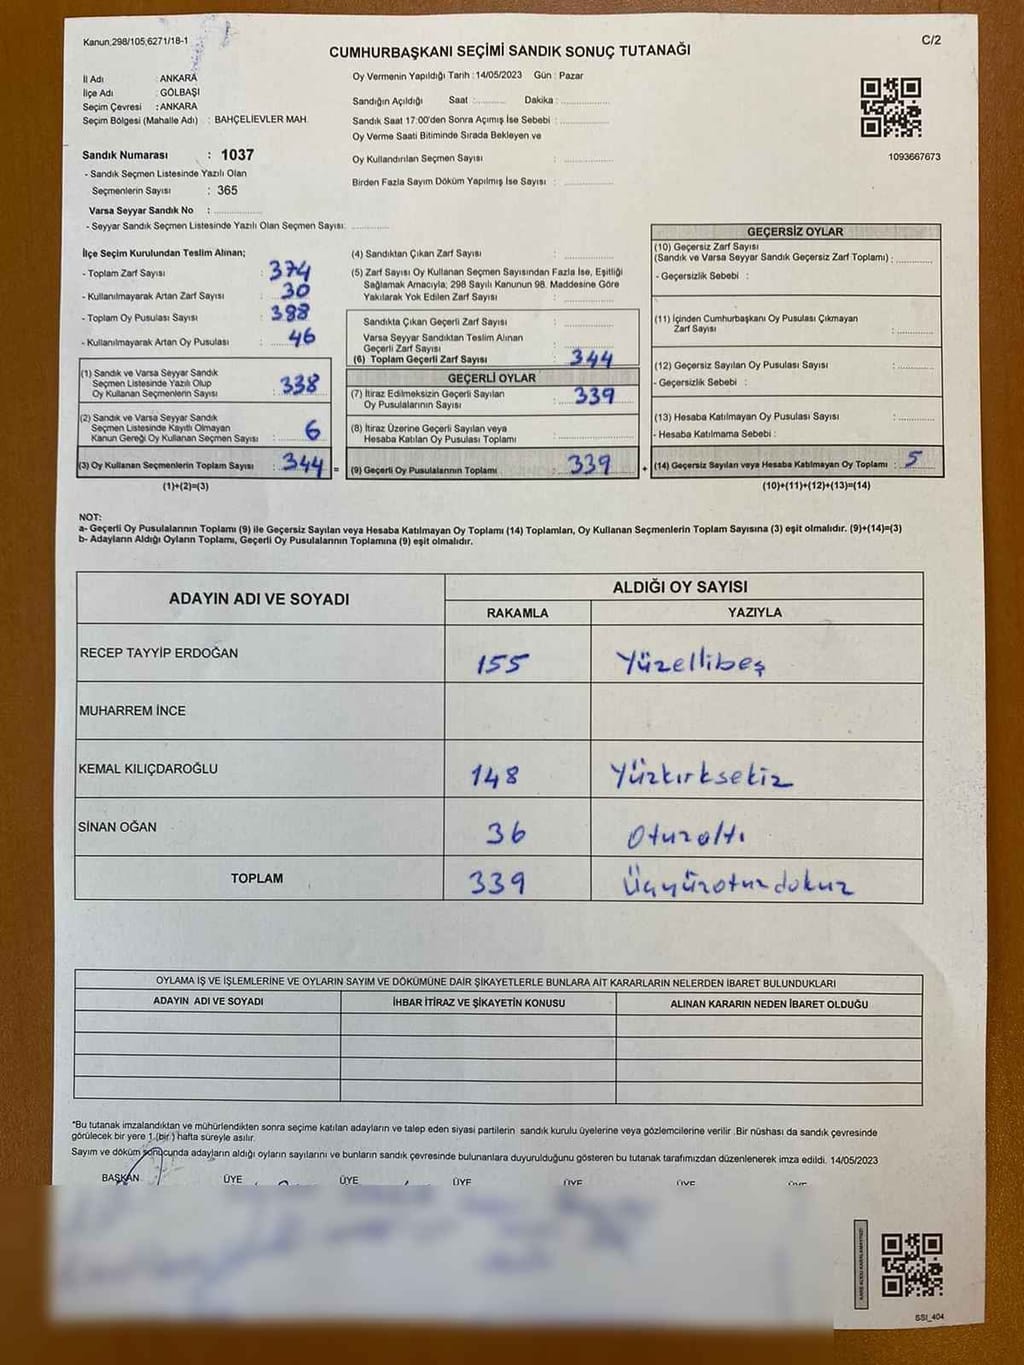 Kanun,298/105,6271/18-1
C/2
CUMHURBAŞKANI SEÇİMİ SANDIK SONUÇ TUTANAĞI
İl Adı : ANKARA
İlçe Adı : GÖLBAŞI
Seçim Çevresi : ANKARA
Seçim Bölgesi (Mahalle Adı) : BAHÇELİEVLER MAH.
Sandık Numarası : 1037
- Sandık Seçmen Listesinde Yazılı Olan
Seçmenlerin Sayısı : 365
Varsa Seyyar Sandık No : ..............
- Seyyar Sandık Seçmen Listesinde Yazılı Olan Seçmen Sayısı: ..............
Oy Vermenin Yapıldığı Tarih : 14/05/2023 Gün : Pazar
Sandığın Açıldığı Saat :.......... Dakika : ..............
Sandık Saat 17:00'den Sonra Açımış İse Sebebi : ..............
Oy Verme Saati Bitiminde Sırada Bekleyen ve
Oy Kullandırılan Seçmen Sayısı : ..............
Birden Fazla Sayım Döküm Yapılmış İse Sayısı : ..............
1093667673
İlçe Seçim Kurulundan Teslim Alınan;
- Toplam Zarf Sayısı : 374
- Kullanılmayarak Artan Zarf Sayısı : 30
- Toplam Oy Pusulası Sayısı : 388
- Kullanılmayarak Artan Oy Pusulası : 46
(1) Sandık ve Varsa Seyyar Sandık
Seçmen Listesinde Yazılı Olup
Oy Kullanan Seçmenlerin Sayısı : 338
(2) Sandık ve Varsa Seyyar Sandık
Seçmen Listesinde Kayıtlı Olmayan
Kanun Gereği Oy Kullanan Seçmen Sayısı : 6
(3) Oy Kullanan Seçmenlerin Toplam Sayısı : 344 =
(1)+(2)=(3)
(4) Sandıktan Çıkan Zarf Sayısı : ..............
(5) Zarf Sayısı Oy Kullanan Seçmen Sayısından Fazla İse, Eşitliği
Sağlamak Amacıyla; 298 Sayılı Kanunun 98. Maddesine Göre
Yakılarak Yok Edilen Zarf Sayısı : ..............
Sandıkta Çıkan Geçerli Zarf Sayısı : ..............
Varsa Seyyar Sandıktan Teslim Alınan
Geçerli Zarf Sayısı : ..............
(6) Toplam Geçerli Zarf Sayısı : 344
GEÇERLİ OYLAR
(7) İtiraz Edilmeksizin Geçerli Sayılan
Oy Pusulalarının Sayısı : 339
(8) İtiraz Üzerine Geçerli Sayılan veya
Hesaba Katılan Oy Pusulası Toplamı : ..............
(9) Geçerli Oy Pusulalarının Toplamı : 339 +
GEÇERSİZ OYLAR
(10) Geçersiz Zarf Sayısı
(Sandık ve Varsa Seyyar Sandık Geçersiz Zarf Toplamı) : ..........
- Geçersizlik Sebebi :
(11) İçinden Cumhurbaşkanı Oy Pusulası Çıkmayan
Zarf Sayısı : ..............
(12) Geçersiz Sayılan Oy Pusulası Sayısı : ..............
- Geçersizlik Sebebi :
(13) Hesaba Katılmayan Oy Pusulası Sayısı : ..............
- Hesaba Katılmama Sebebi :
(14) Geçersiz Sayılan veya Hesaba Katılmayan Oy Toplamı : 5
(10)+(11)+(12)+(13)=(14)
NOT:
a- Geçerli Oy Pusulalarının Toplamı (9) ile Geçersiz Sayılan veya Hesaba Katılmayan Oy Toplamı (14) Toplamları, Oy Kullanan Seçmenlerin Toplam Sayısına (3) eşit olmalıdır. (9)+(14)=(3)
b- Adayların Aldığı Oyların Toplamı, Geçerli Oy Pusulalarının Toplamına (9) eşit olmalıdır.
ADAYIN ADI VE SOYADI ALDIĞI OY SAYISI
RAKAMLA YAZIYLA
RECEP TAYYİP ERDOĞAN 155 Yüzellibeş
MUHARREM İNCE
KEMAL KILIÇDAROĞLU 148 Yüzkırksekiz
SİNAN OĞAN 36 Otuzaltı
TOPLAM 339 Üçyüzotuzdokuz
OYLAMA İŞ VE İŞLEMLERİNE VE OYLARIN SAYIM VE DÖKÜMÜNE DAİR ŞİKAYETLERLE BUNLARA AİT KARARLARIN NELERDEN İBARET BULUNDUKLARI
ADAYIN ADI VE SOYADI İHBAR İTİRAZ VE ŞİKAYETİN KONUSU ALINAN KARARIN NEDEN İBARET OLDUĞU
"Bu tutanak imzalandıktan ve mühürlendikten sonra seçime katılan adayların ve talep eden siyasi partilerin sandık kurulu üyelerine veya gözlemcilerine verilir .Bir nüshası da sandık çevresinde
görülecek bir yere 1 (bir ) hafta süreyle asılır.
Sayım ve döküm sonucunda adayların aldığı oyların sayılarını ve bunların sandık çevresinde bulunanlara duyurulduğunu gösteren bu tutanak tarafımızdan düzenlenerek imza edildi. 14/05/2023
BAŞKAN ÜYE ÜYE ÜYE ÜYE ÜYE ÜYE
SSI_404